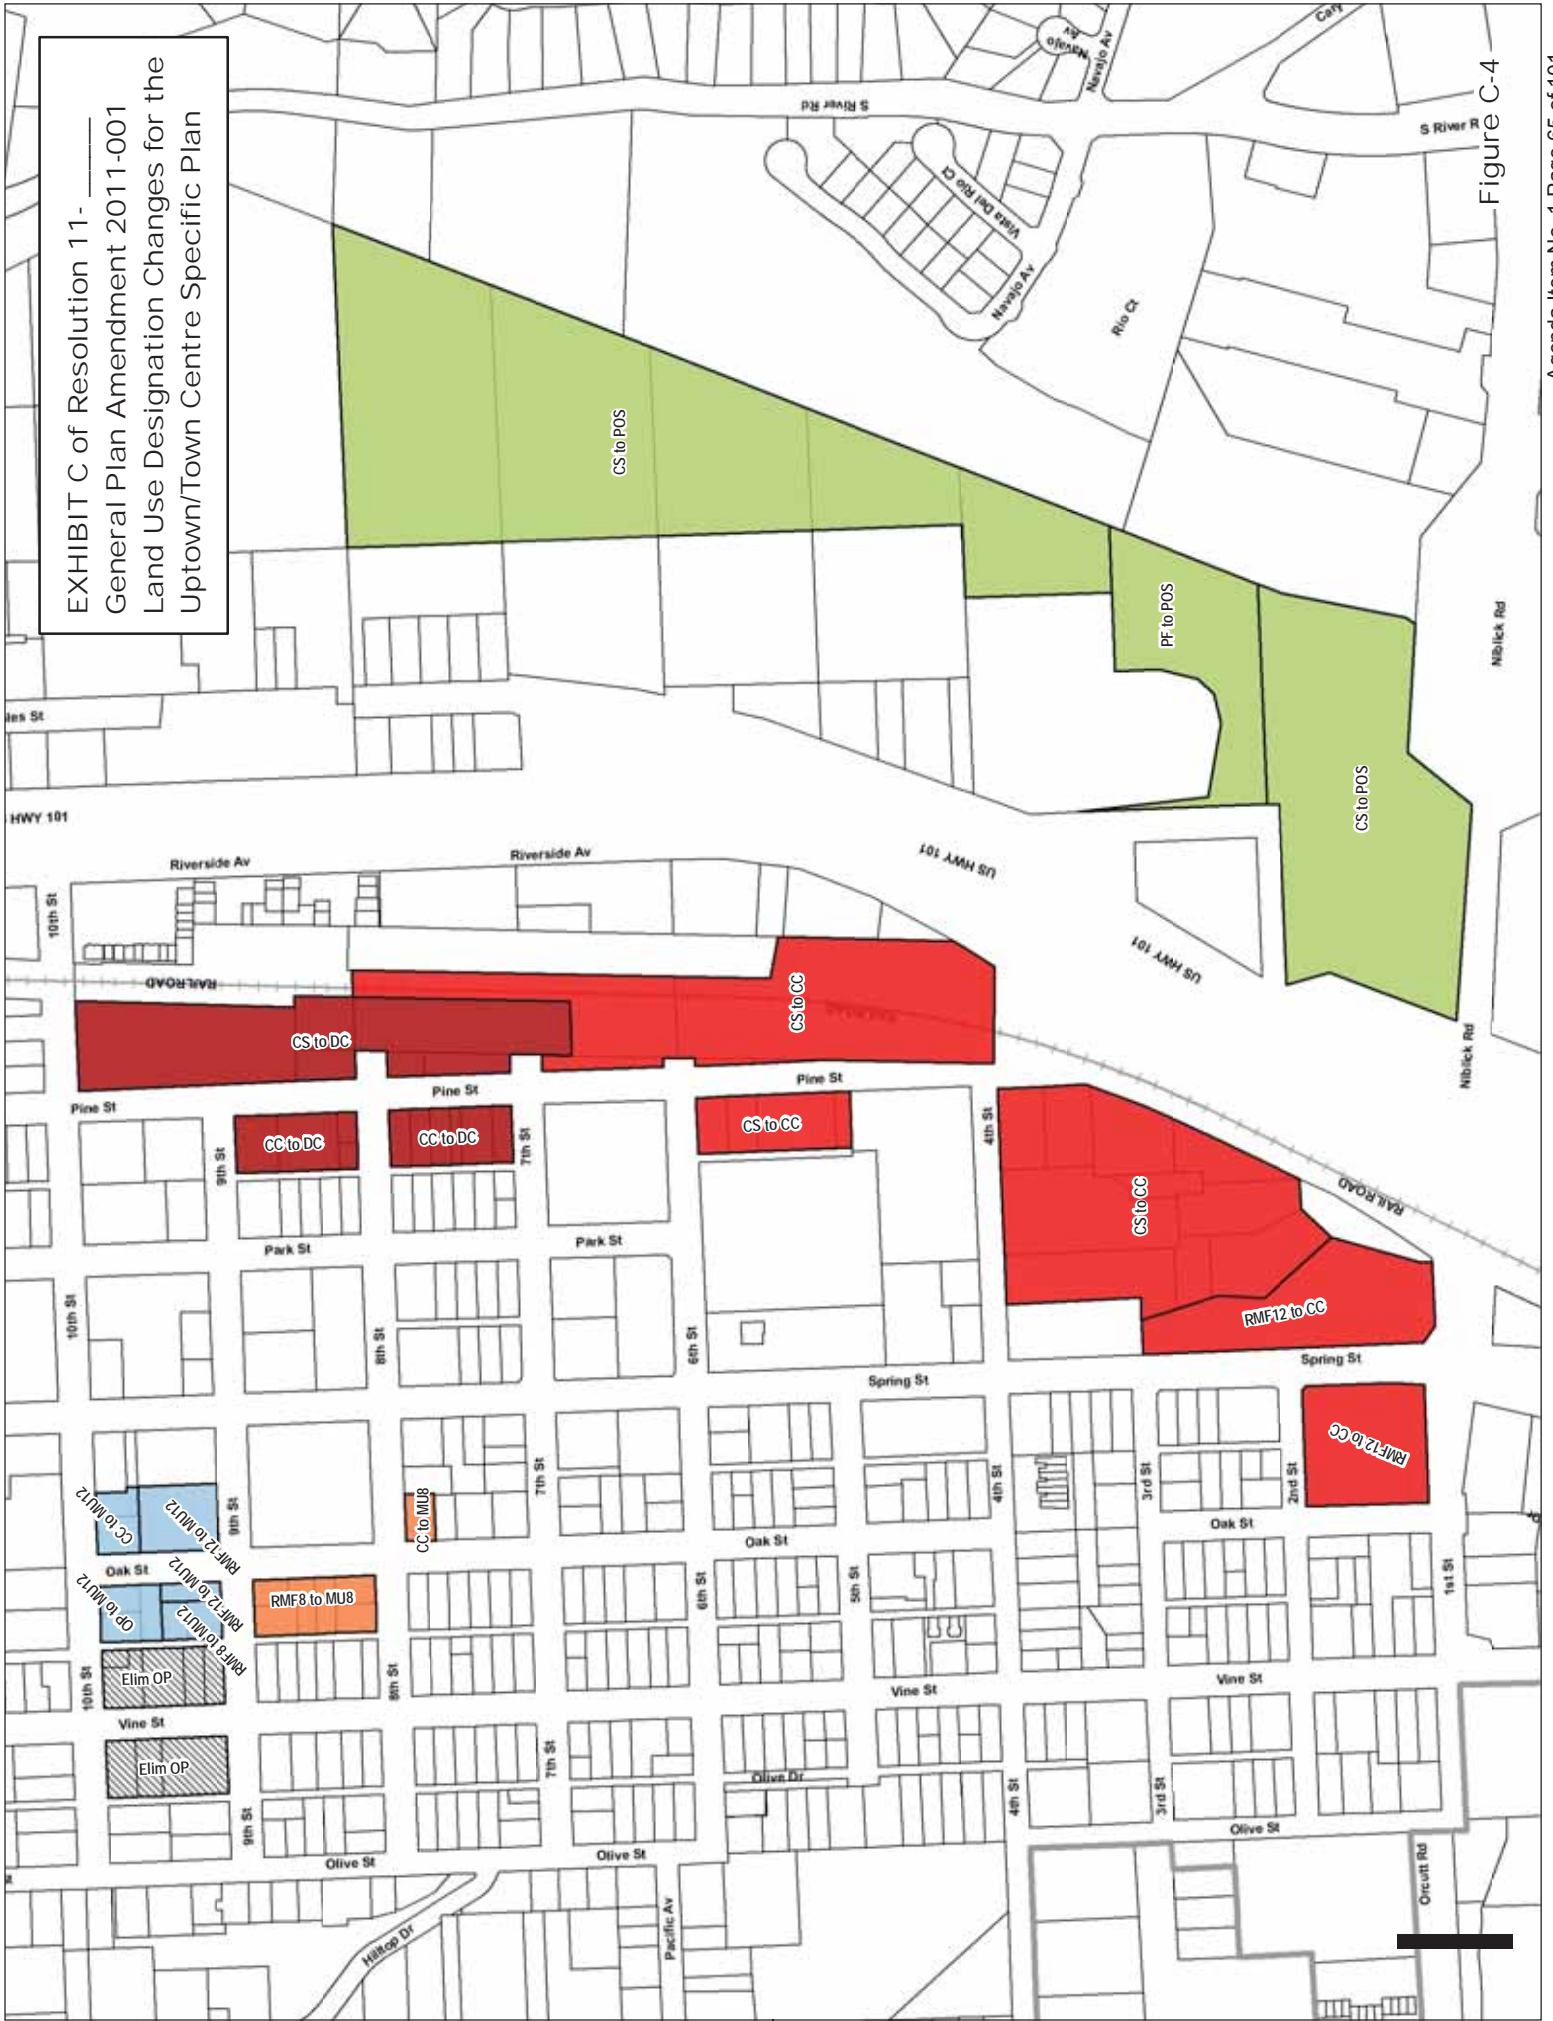 EXHIBIT C of Resolution 11- _____
General Plan Amendment 2011-001
Land Use Designation Changes for the
Uptown/Town Centre Specific Plan
Navajo
Av
Navajo Av
Cary
S River Rd
S River R
Figure C-4
Vista Del Rio Ct
Navajo Av
Rio Ct
CS to POS
PF to POS
CS to POS
Niblick Rd
Niblick Rd
HWY 101
US HWY 101
US HWY 101
Riverside Av
Riverside Av
10th St
RAILROAD
CS to DC
CS to CC
RAILROAD
Pine St
Pine St
Pine St
9th St
CC to DC
CC to DC
7th St
CS to CC
4th St
CS to CC
RAILROAD
Park St
Park St
10th St
8th St
6th St
RMF12 to CC
Spring St
Spring St
CC to MU12
RMF-12 to MU12
9th St
CC to MU8
7th St
4th St
3rd St
2nd St
RMF12 to CC
Oak St
Oak St
Oak St
OP to MU12
RMF-12 to MU12
RMF8 to MU12
RMF8 to MU8
6th St
5th St
1st St
Elim OP
10th St
8th St
Vine St
Vine St
Vine St
Elim OP
9th St
7th St
Olive Dr
4th St
3rd St
Olive St
Olive St
Olive St
Hilltop Dr
Pacific Av
Orcutt Rd